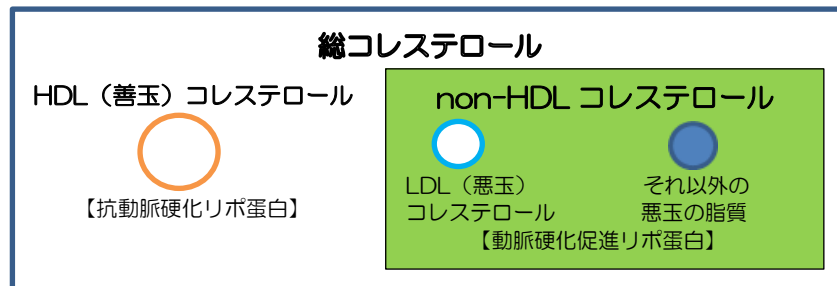 総コレステロール
HDL（善玉）コレステロール
【抗動脈硬化リポ蛋白】
non-HDL コレステロール
LDL（悪玉）
コレステロール
それ以外の
悪玉の脂質
【動脈硬化促進リポ蛋白】